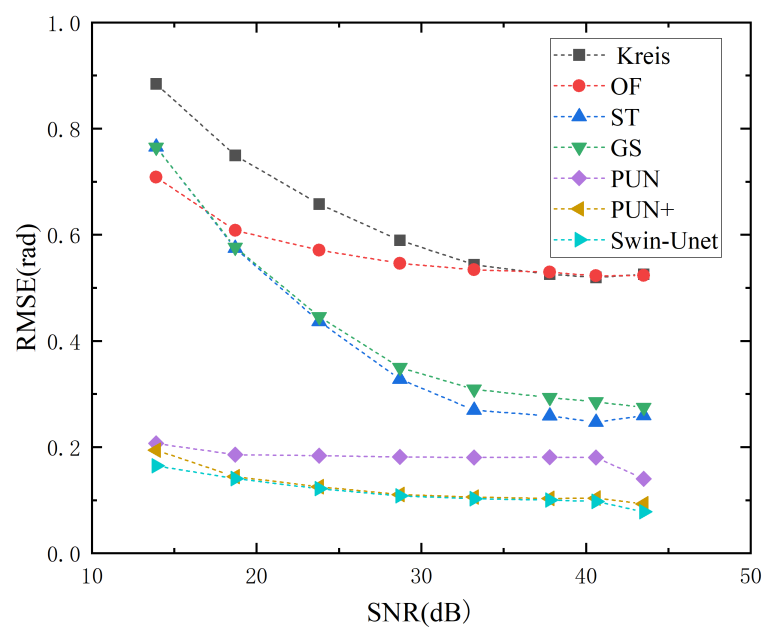 1.0
0.8
0.6
0.4
0.2
0.0
RMSE(rad)
Kreis
OF
ST
GS
PUN
PUN+
Swin-Unet
10 20 30 40 50
SNR(dB)